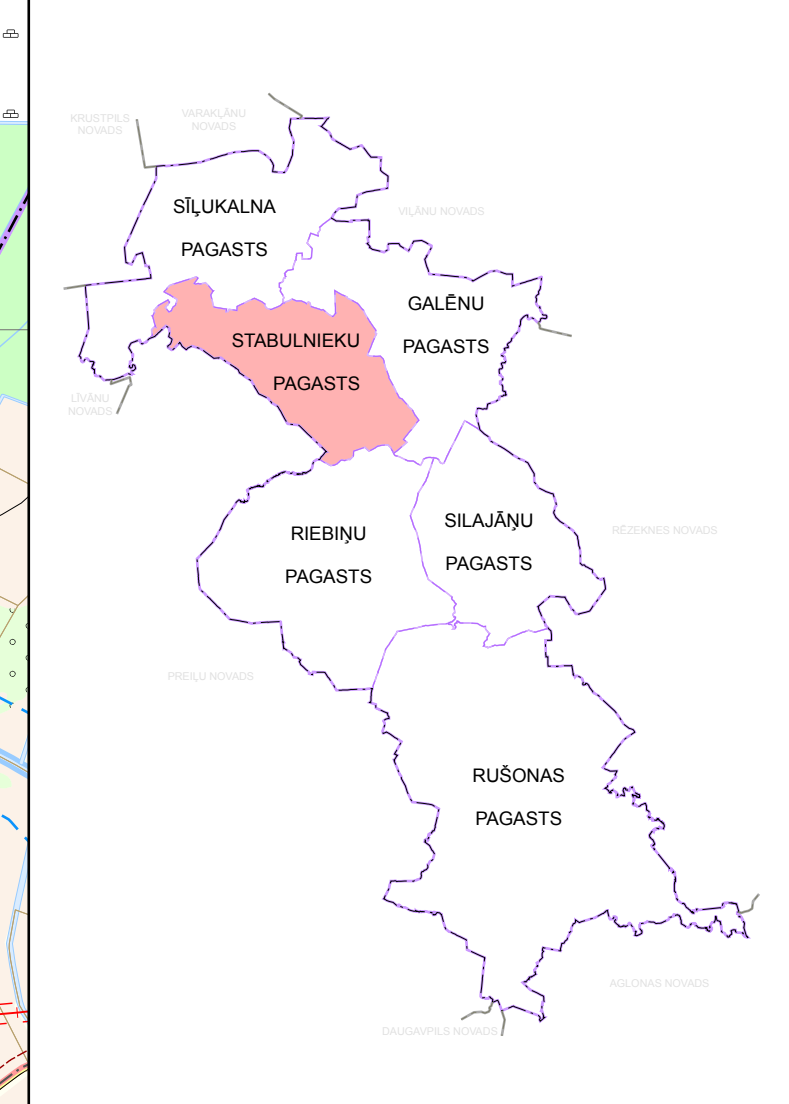 KRUSTPILS
NOVADS
VARAKĻĀNU
NOVADS
SĪĻUKALNA
PAGASTS
VIĻĀNU NOVADS
GALĒNU
PAGASTS
STABULNIEKU
PAGASTS
LĪVĀNU
NOVADS
RIEBIŅU
PAGASTS
SILAJĀŅU
PAGASTS
RĒZEKNES NOVADS
PREIĻU NOVADS
RUŠONAS
PAGASTS
AGLONAS NOVADS
DAUGAVPILS NOVADS